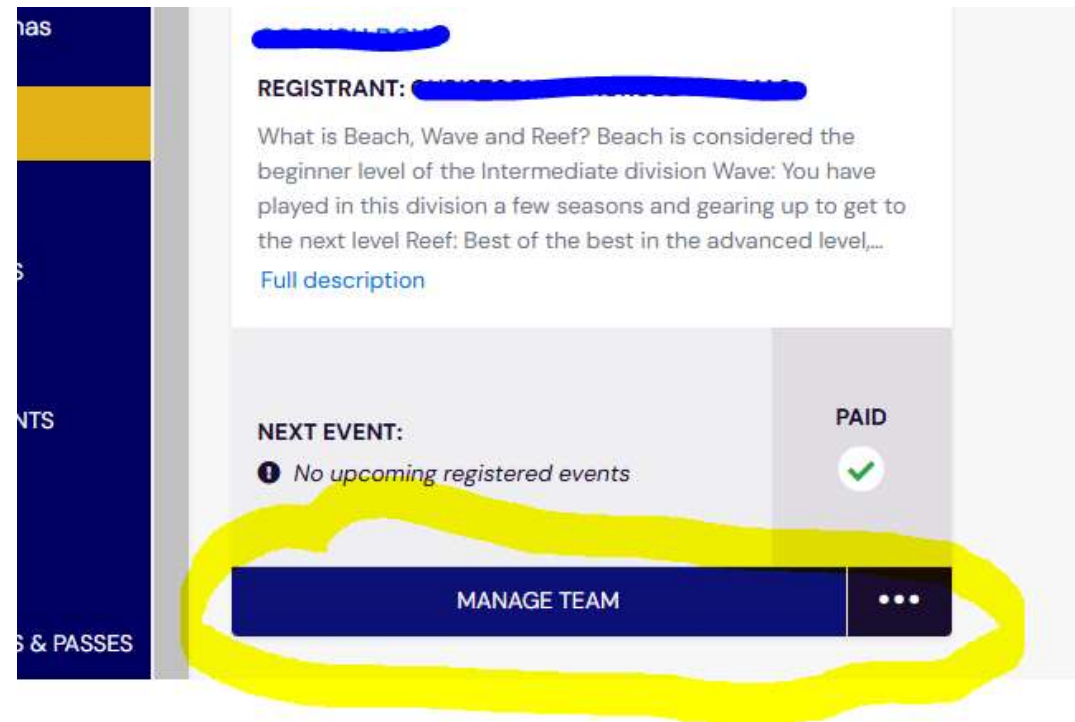 REGISTRANT:
What is Beach, Wave and Reef? Beach is considered the
beginner level of the Intermediate division Wave: You have
played in this division a few seasons and gearing up to get to
the next level Reef: Best of the best in the advanced level,...
Full description
NTS
NEXT EVENT:
PAID
No upcoming registered events
MANAGE TEAM
& PASSES